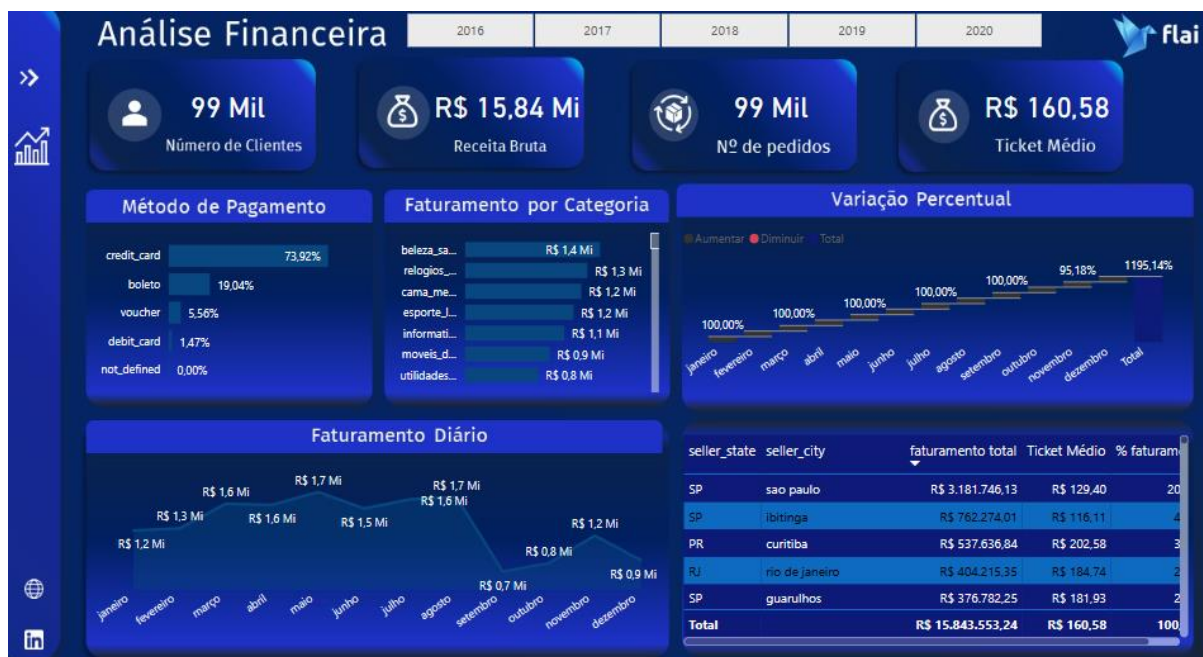 Análise Financeira
2016 2017 2018 2019 2020
flai
99 Mil
Número de Clientes
R$ 15,84 Mi
Receita Bruta
99 Mil
Nº de pedidos
R$ 160,58
Ticket Médio
Método de Pagamento
credit_card 73,92%
boleto 19,04%
voucher 5,56%
debit_card 1,47%
not_defined 0,00%
Faturamento por Categoria
beleza_sa... R$ 1,4 Mi
relogios_... R$ 1,3 Mi
cama_me... R$ 1,2 Mi
esporte_l... R$ 1,2 Mi
informati... R$ 1,1 Mi
moveis_d... R$ 0,9 Mi
utilidades... R$ 0,8 Mi
Variação Percentual
Aumentar Diminuir Total
100,00% 100,00% 100,00% 100,00% 100,00% 95,18% 1195,14%
janeiro fevereiro março abril maio junho julho agosto setembro outubro novembro dezembro Total
Faturamento Diário
R$ 1,2 Mi R$ 1,3 Mi R$ 1,6 Mi R$ 1,6 Mi R$ 1,7 Mi R$ 1,5 Mi R$ 1,6 Mi R$ 1,7 Mi R$ 0,7 Mi R$ 0,8 Mi R$ 1,2 Mi R$ 0,9 Mi
janeiro fevereiro março abril maio junho julho agosto setembro outubro novembro dezembro
seller_state seller_city faturamento total Ticket Médio % faturam
SP sao paulo R$ 3.181.746,13 R$ 129,40 20
SP ibitinga R$ 762.274,01 R$ 116,11 4
PR curitiba R$ 537.636,84 R$ 202,58 3
RJ rio de janeiro R$ 404.215,35 R$ 184,74 2
SP guarulhos R$ 376.782,25 R$ 181,93 2
Total R$ 15.843.553,24 R$ 160,58 100,
in